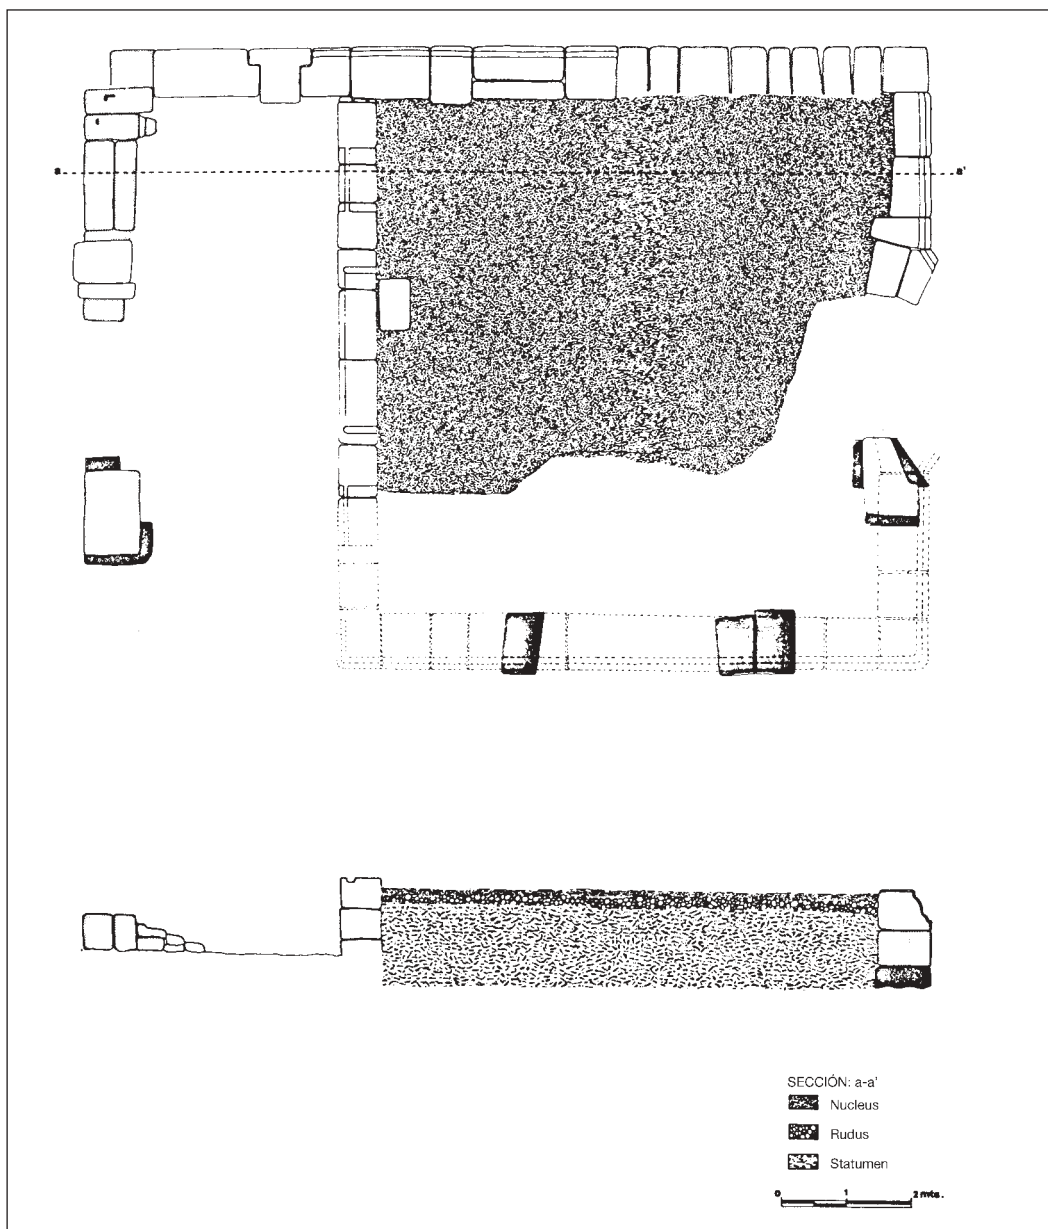 a a'
SECCIÓN: a-a'
Nucleus
Rudus
Statumen
0 1 2 mts.